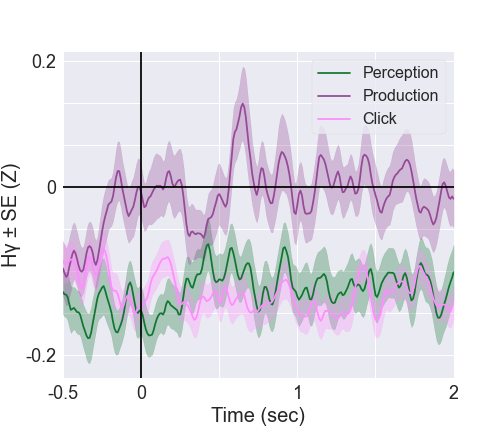 0.2
0
-0.2
Hγ ± SE (Z)
Perception
Production
Click
-0.5
0
1
2
Time (sec)